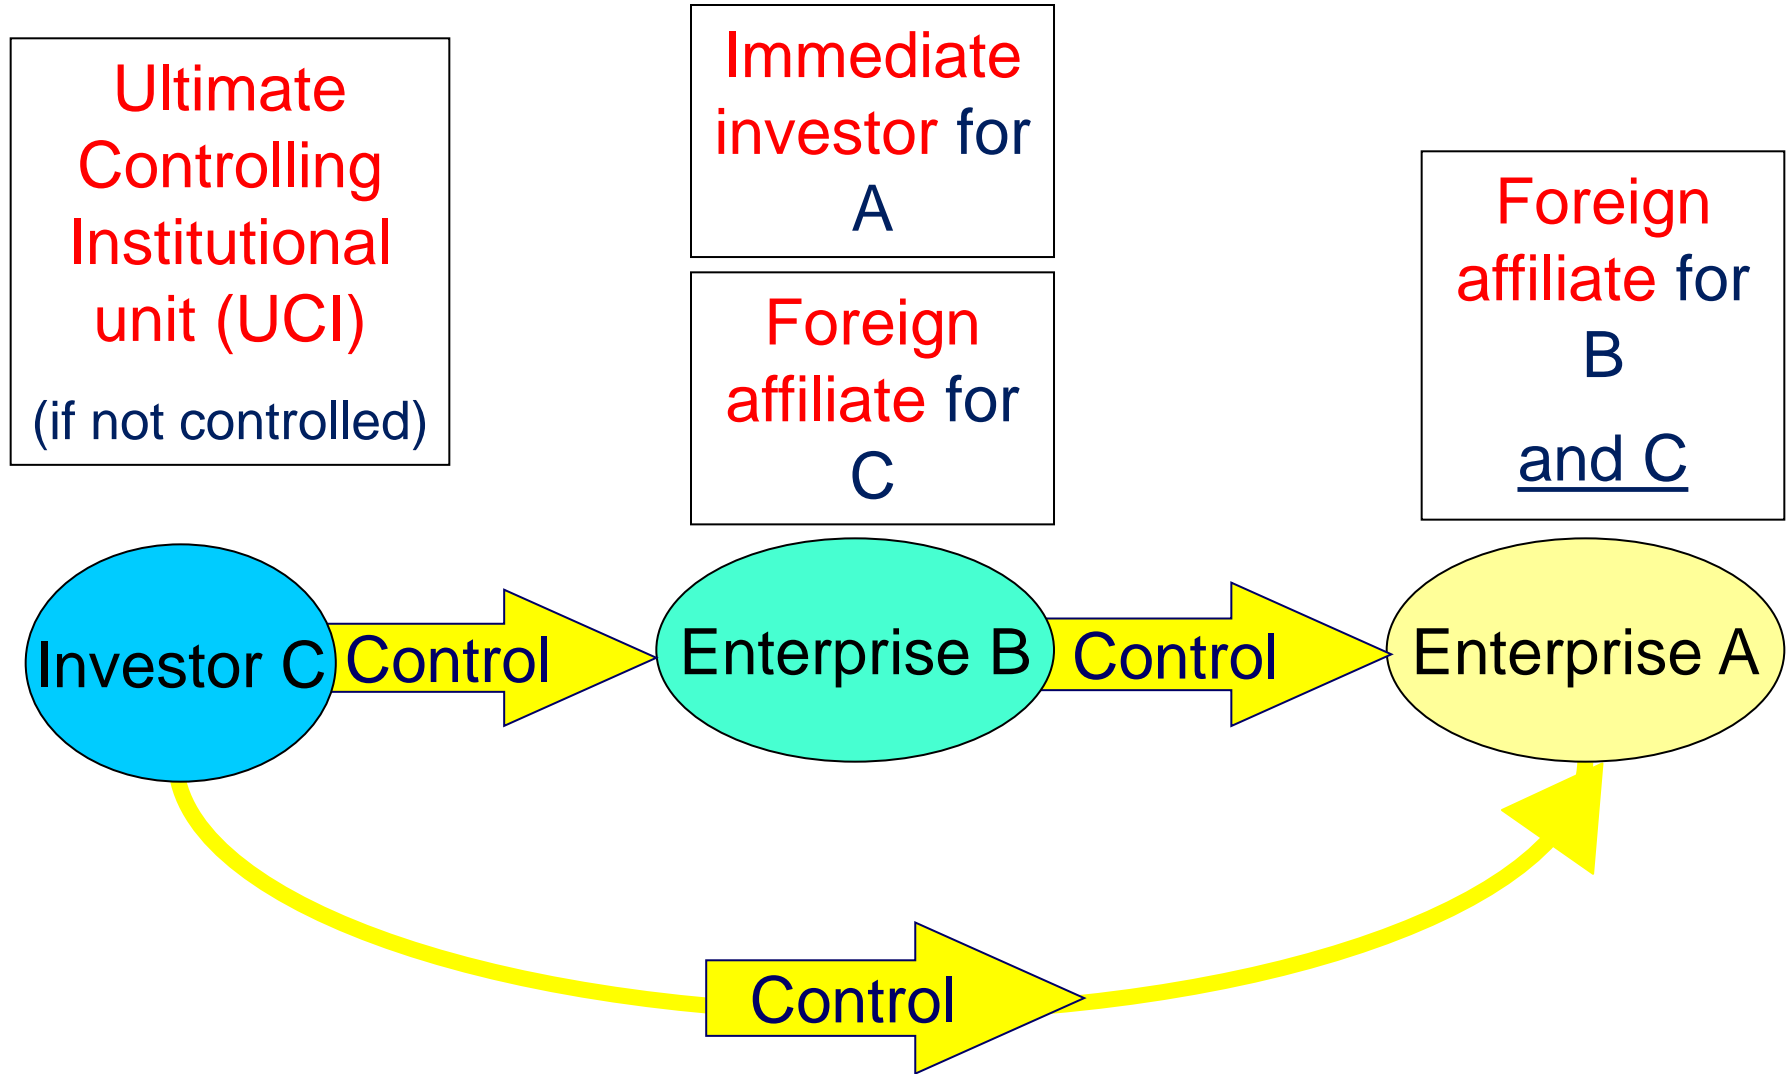 Ultimate
Controlling
Institutional
unit (UCI)
(if not controlled)
Immediate
investor for
A
Foreign
affiliate for
C
Foreign
affiliate for
B
and C
Investor C
Control
Enterprise B
Control
Enterprise A
Control